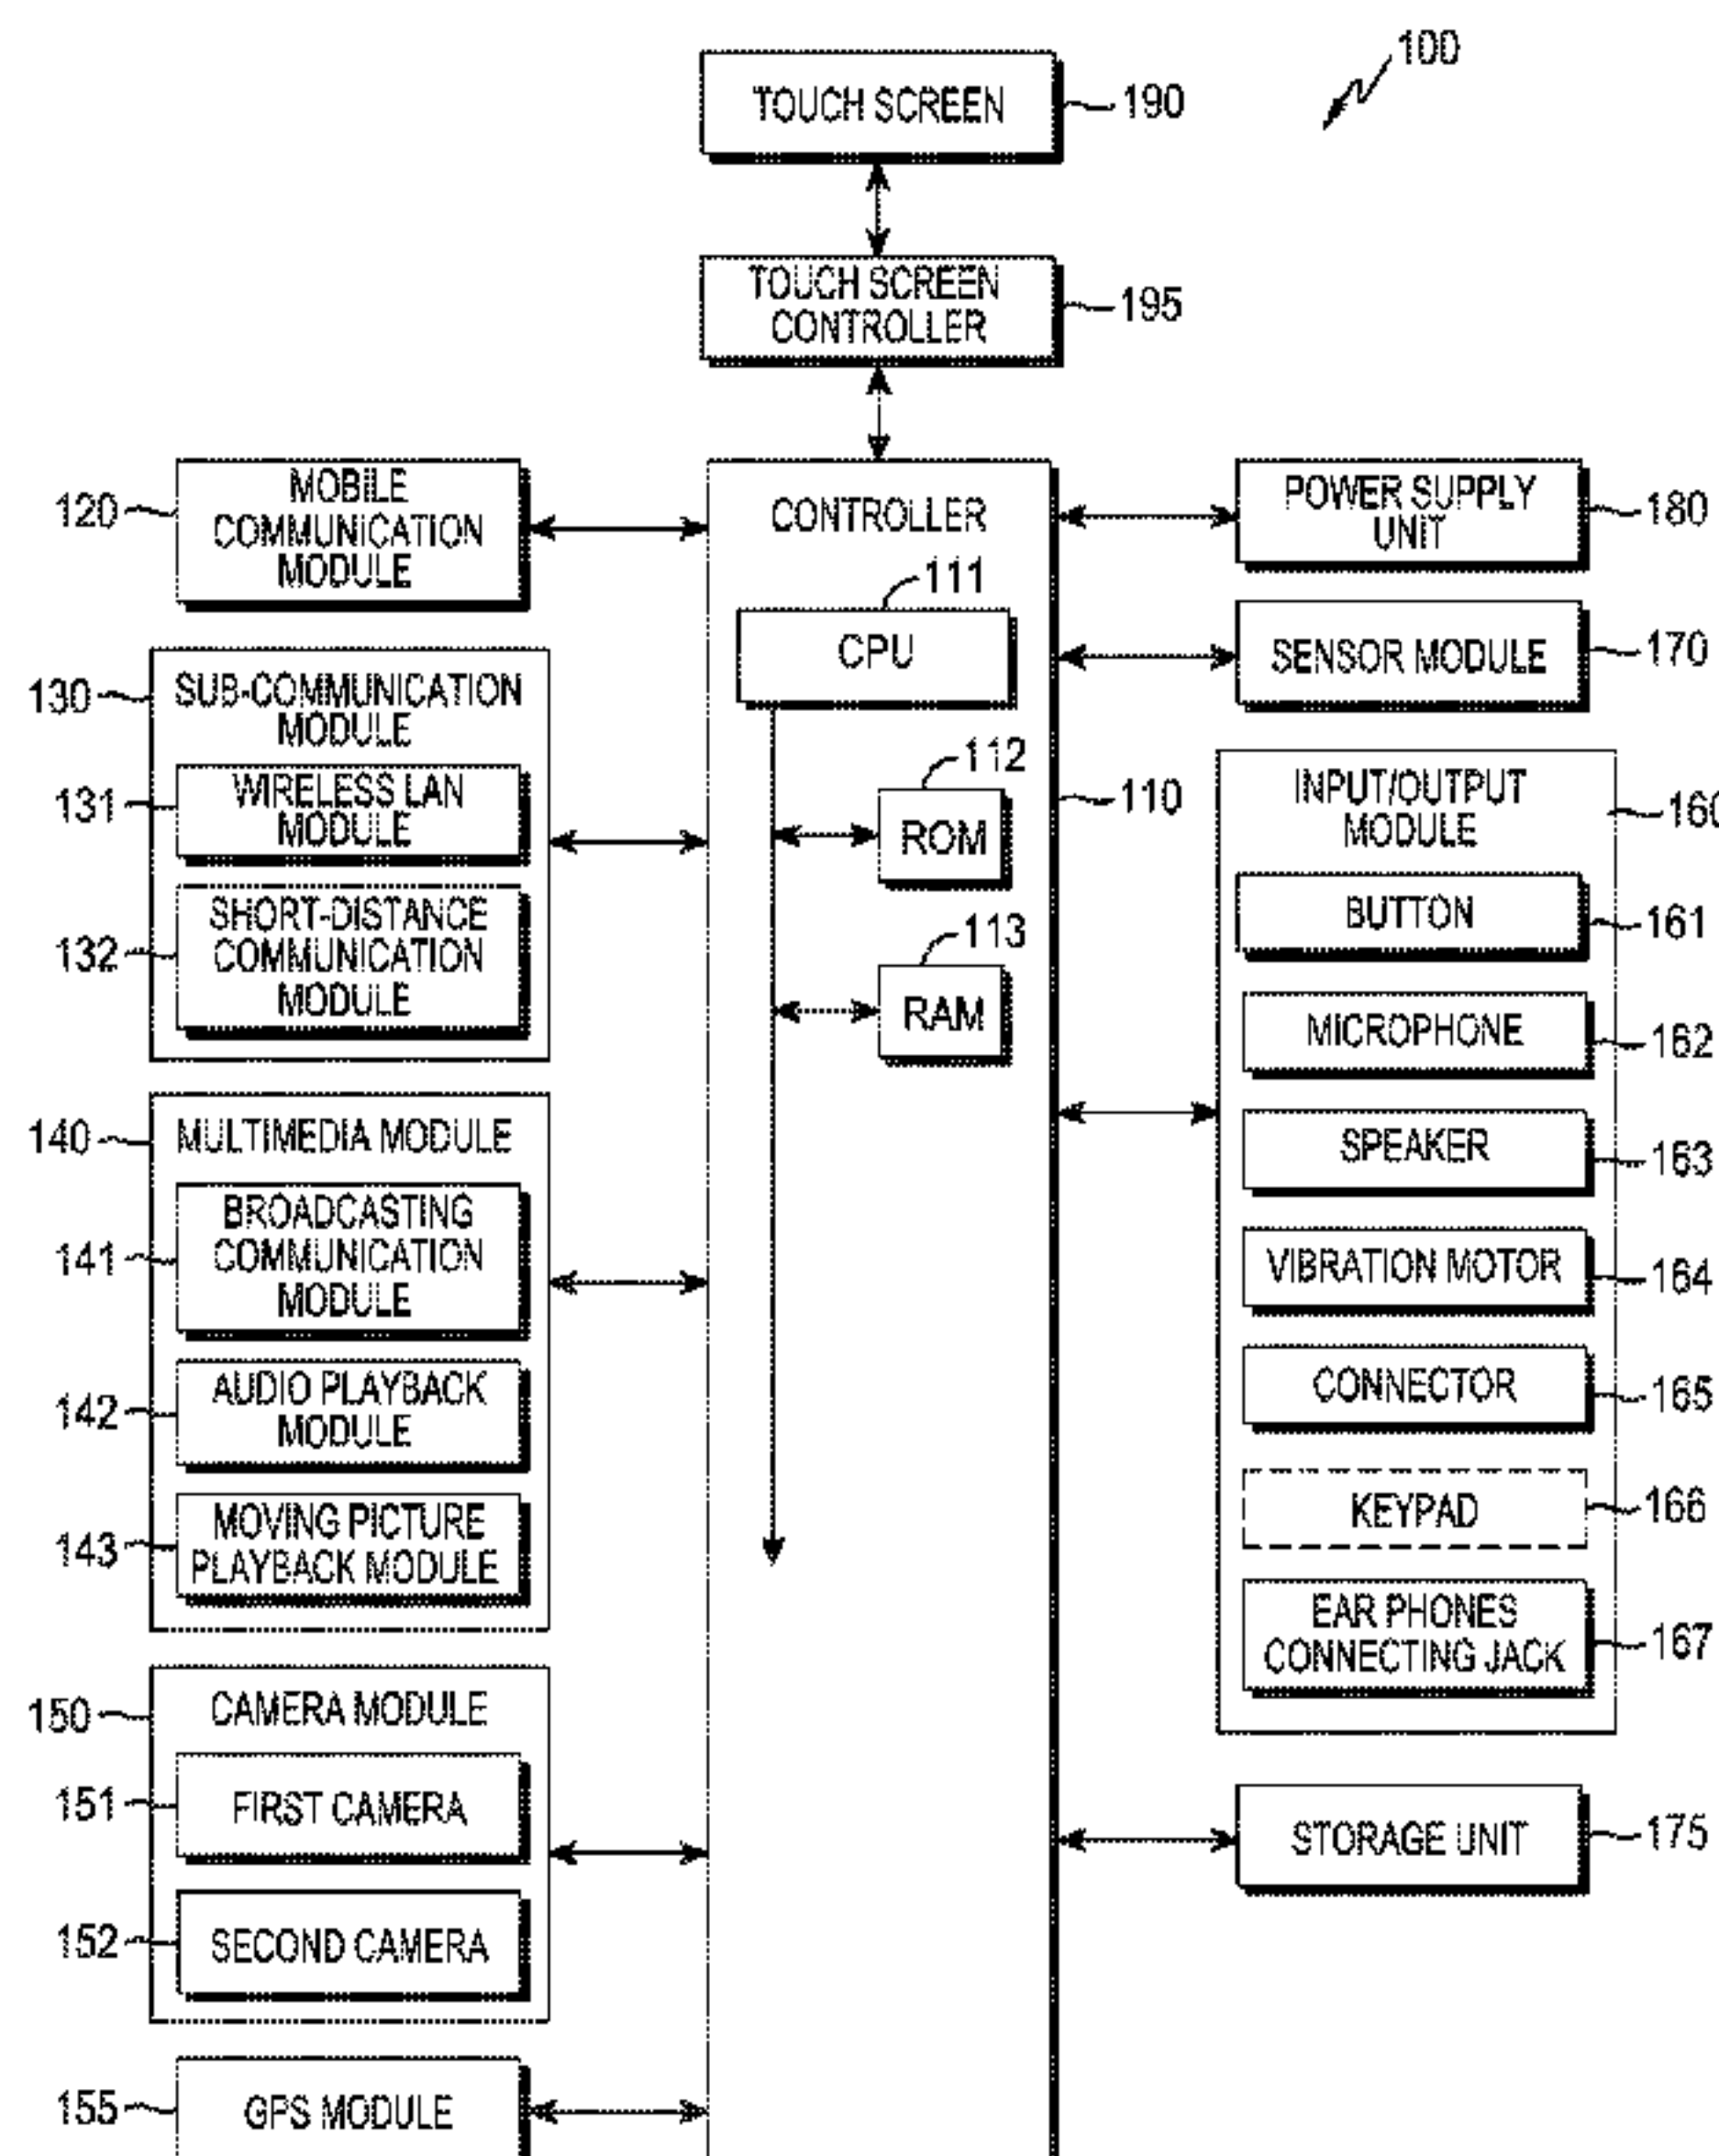 100
TOUCH SCREEN
190
TOUCH SCREEN
CONTROLLER
195
120
MOBILE
COMMUNICATION
MODULE
130
SUB-COMMUNICATION
MODULE
131
WIRELESS LAN
MODULE
132
SHORT-DISTANCE
COMMUNICATION
MODULE
140
MULTIMEDIA MODULE
141
BROADCASTING
COMMUNICATION
MODULE
142
AUDIO PLAYBACK
MODULE
143
MOVING PICTURE
PLAYBACK MODULE
150
CAMERA MODULE
151
FIRST CAMERA
152
SECOND CAMERA
155
GPS MODULE
CONTROLLER
111
CPU
112
ROM
113
RAM
110
POWER SUPPLY
UNIT
180
SENSOR MODULE
170
INPUT/OUTPUT
MODULE
160
BUTTON
161
MICROPHONE
162
SPEAKER
163
VIBRATION MOTOR
164
CONNECTOR
165
KEYPAD
166
EAR PHONES
CONNECTING JACK
167
STORAGE UNIT
175